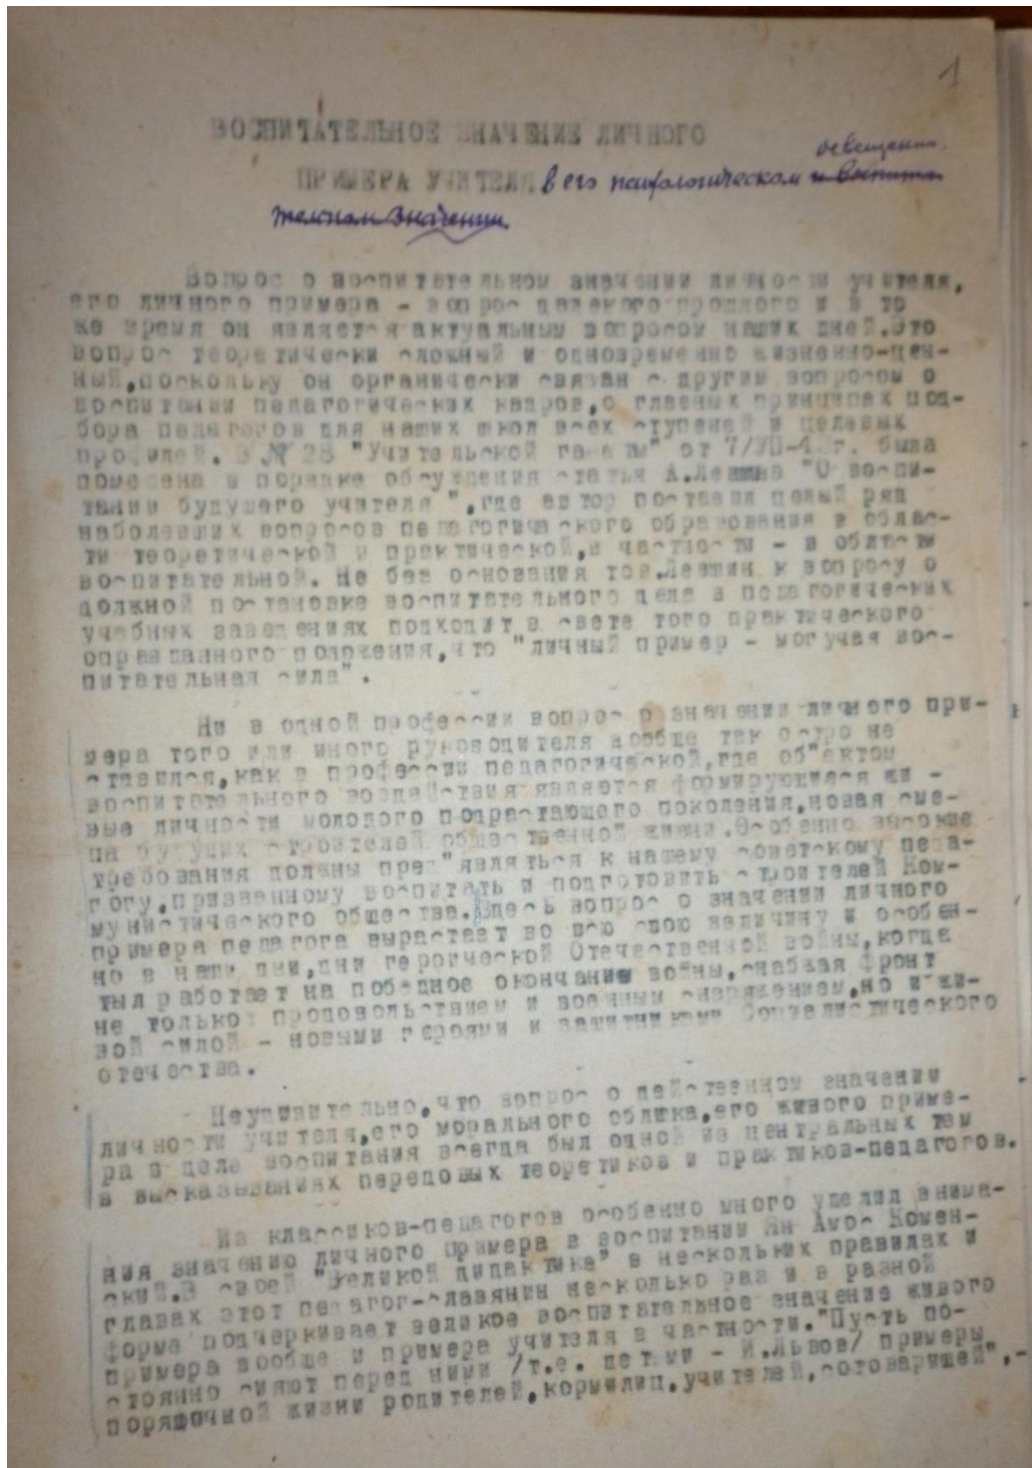 1
ВОСПИТАТЕЛЬНОЕ ЗНАЧЕНИЕ ЛИЧНОГО
освещении.
ПРИМЕРА УЧИТЕЛЯ в его психологическом и воспита
тельном значении
Вопрос о воспитательном значении личности учителя,
его личного примера - вопрос далекого прошлого и в то
же время он является актуальным вопросом наших дней.Это
вопрос теоретически сложный и одновременно жизненно-цен-
ный,поскольку он органически связан с другим вопросом о
воспитании педагогических кадров,о главных принципах под-
бора педагогов для наших школ всех ступеней и целевых
профилей. В № 28 "Учительской газеты" от 7/УП-43г. была
помещена в порядке обсуждения статья А.Левшина "О воспи-
тании будущего учителя",где автор поставил целый ряд
наболевших вопросов педагогического образования в облас-
ти теоретической и практической,в частности - в области
воспитательной. Не без основания тов.Левшин к вопросу о
должной постановке воспитательного дела в педагогических
учебных заведениях подходит в свете того практического
оправданного положения,что "личный пример - могучая вос-
питательная сила".
Ни в одной профессии вопрос о значении личного при-
мера того или иного руководителя вообще так остро не
ставился,как в профессии педагогической,где об"ектом
воспитательного воздействия является формирующиеся жи -
вые личности молодого подрастающего поколения,новая сме-
на будущих строителей общественной жизни.Особенно высокие
требования должны пред"являться к нашему советскому педа-
гогу,призванному воспитать и подготовить строителей Ком-
мунистического общества.Здесь вопрос о значении личного
примера педагога вырастает во всю свою величину и особен-
но в наши дни,дни героической Отечественной войны,когда
тыл работает на победное окончание войны,снабжая фронт
не только продовольствием и военным снаряжением,но и жи-
вой силой - новыми героями и защитниками Социалистического
отечества.
Неудивительно,что вопрос о действенном значении
личности учителя,его морального облика,его живого приме-
ра в деле воспитания всегда был одной из центральных тем
в высказываниях передовых теоретиков и практиков-педагогов.
Из классиков-педагогов особенно много уделил внима-
ния значению личного примера в воспитании Ян Амос Комен-
ский.В своей "Великой дидактике" в нескольких правилах и
главах этот педагог-славянин несколько раз и в разной
форме подчеркивает великое воспитательное значение живого
примера вообще и примера учителя в частности."Пусть по-
стоянно сияют перед ними /т.е. детьми - И.Львов/ примеры
порядочной жизни родителей,кормилиц,учителей,сотоварищей",-